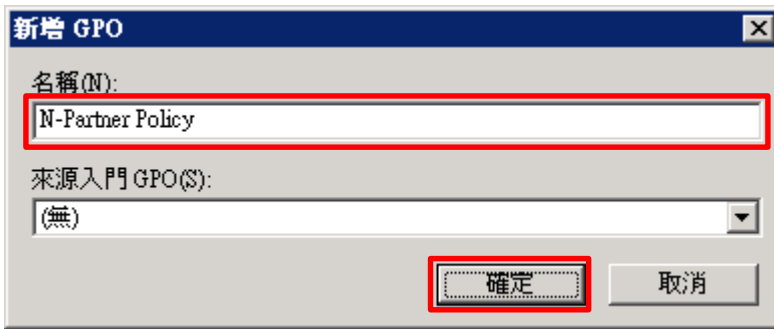 新增 GPO
名稱(N):
N-Partner Policy
來源入門 GPO(S):
(無)
確定 取消